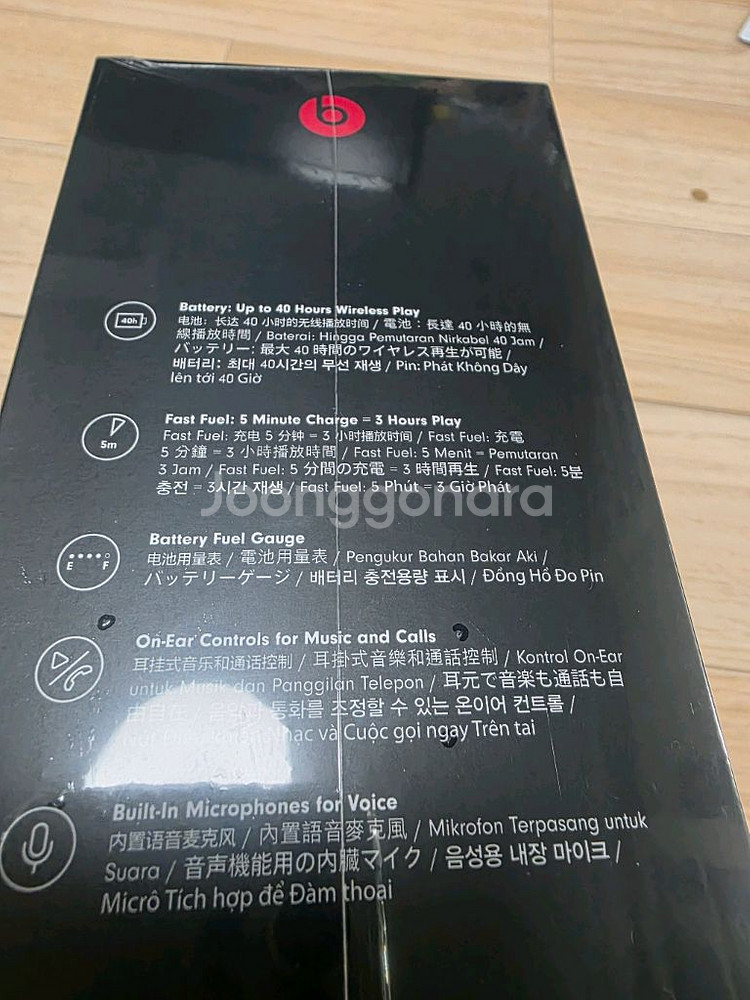 b
40h
Battery: Up to 40 Hours Wireless Play
电池：长达 40 小时的无线播放时间 / 電池：長達 40 小時的無
線播放時間 / Baterai: Hingga Pemutaran Nirkabel 40 Jam /
バッテリー: 最大 40 時間のワイヤレス再生が可能 /
배터리: 최대 40시간의 무선 재생 / Pin: Phát Không Dây
lên tới 40 Giờ
5m
Fast Fuel: 5 Minute Charge = 3 Hours Play
Fast Fuel: 充电 5 分钟 = 3 小时播放时间 / Fast Fuel: 充電
5 分鐘 = 3 小時播放時間 / Fast Fuel: 5 Menit = Pemutaran
3 Jam / Fast Fuel: 5 分間の充電 = 3 時間再生 / Fast Fuel: 5분
충전 = 3시간 재생 / Fast Fuel: 5 Phút = 3 Giờ Phát
Joonggonara
E F
Battery Fuel Gauge
电池用量表 / 電池用量表 / Pengukur Bahan Bakar Aki /
バッテリーゲージ / 배터리 충전용량 표시 / Đồng Hồ Đo Pin
On-Ear Controls for Music and Calls
耳挂式音乐和通话控制 / 耳掛式音樂和通話控制 / Kontrol On-Ear
untuk Musik dan Panggilan Telepon / 耳元で音楽も通話も自
由自在 / 통화를 조정할 수 있는 온이어 컨트롤 /
Nhạc và Cuộc gọi ngay Trên tai
Built-In Microphones for Voice
内置语音麦克风 / 內置語音麥克風 / Mikrofon Terpasang untuk
Suara / 音声機能用の内臓マイク / 음성용 내장 마이크 /
Micrô Tích hợp để Đàm thoại